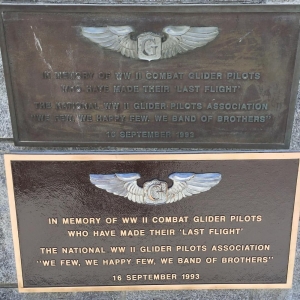 G
IN MEMORY OF WW II COMBAT GLIDER PILOTS
WHO HAVE MADE THEIR 'LAST FLIGHT'
THE NATIONAL WW II GLIDER PILOTS ASSOCIATION
"WE FEW, WE HAPPY FEW, WE BAND OF BROTHERS"
16 SEPTEMBER 1993
G
IN MEMORY OF WW II COMBAT GLIDER PILOTS
WHO HAVE MADE THEIR 'LAST FLIGHT'
THE NATIONAL WW II GLIDER PILOTS ASSOCIATION
"WE FEW, WE HAPPY FEW, WE BAND OF BROTHERS"
16 SEPTEMBER 1993